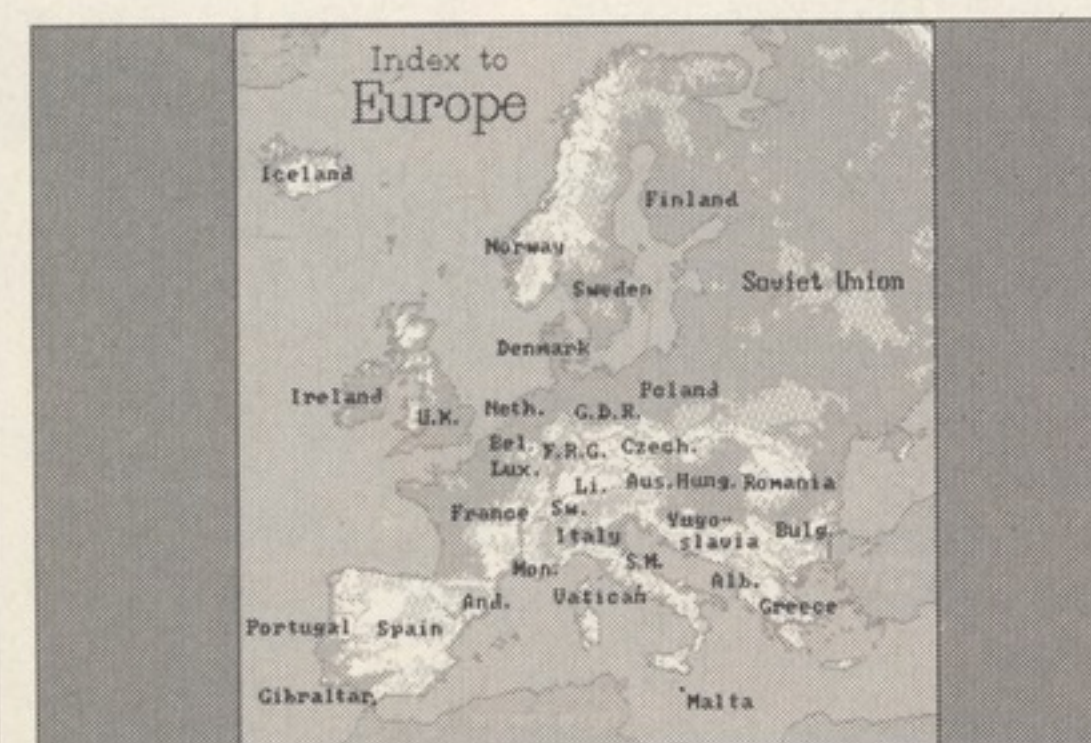 Index to
Europe
Iceland
Finland
Norway
Soviet Union
Sweden
Denmark
Poland
Ireland
U.K.
Neth.
G.D.R.
Bel.
F.R.G.
Czech.
Lux.
Li.
Aus.
Hung.
Romania
France
Sw.
Yugo-
slavia
Bulg.
Italy
S.M.
Mon.
Alb.
And.
Vatican
Greece
Portugal
Spain
Gibraltar
Malta